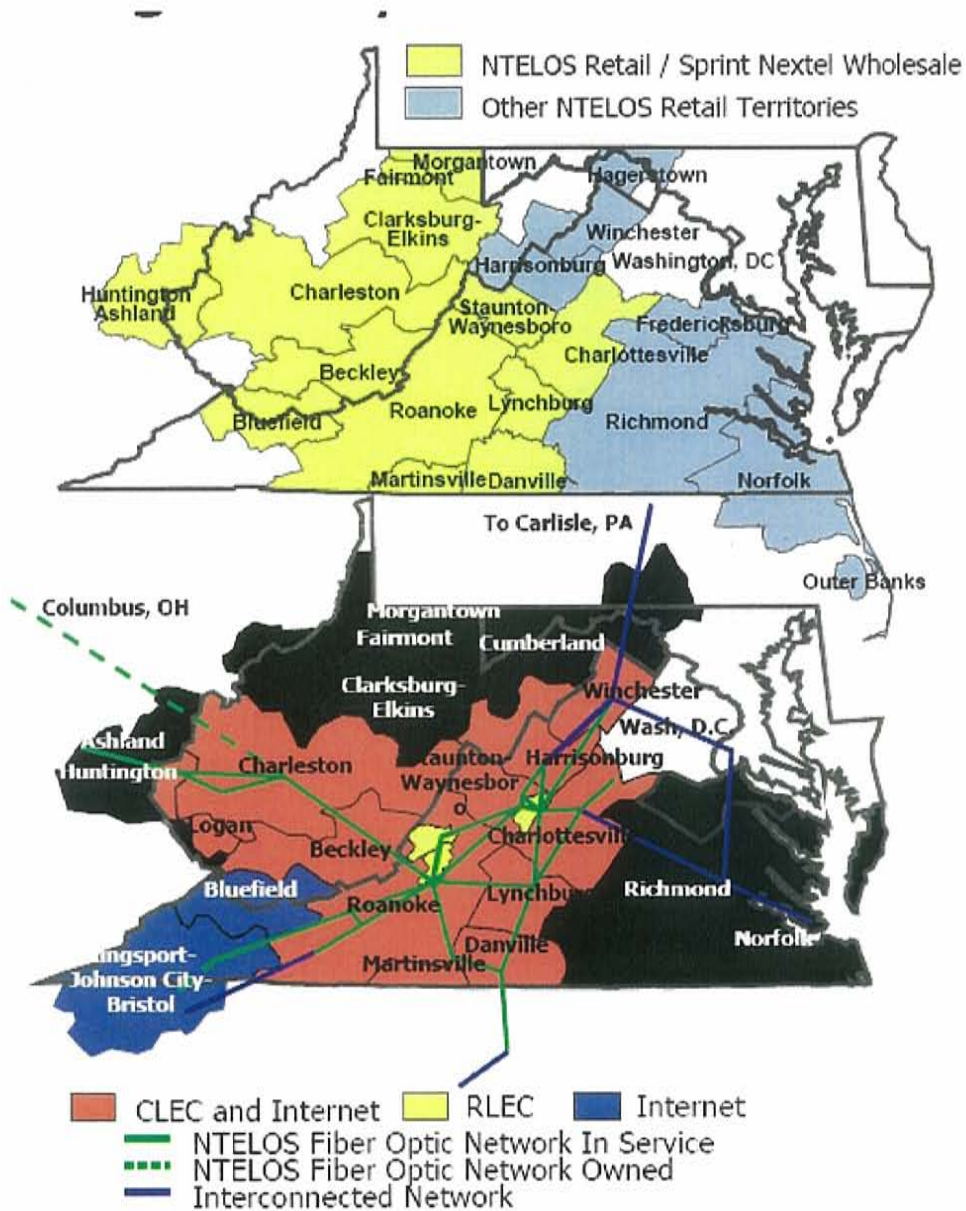 NTELOS Retail / Sprint Nextel Wholesale
Other NTELOS Retail Territories
Morgantown
Hagerstown
Fairmont
Clarksburg-
Elkins
Winchester
Harrisonburg
Washington, DC
Huntington
Ashland
Charleston
Staunton-
Waynesboro
Fredericksburg
Charlottesville
Beckley
Roanoke
Lynchburg
Bluefield
Richmond
Martinsville
Danville
Norfolk
To Carlisle, PA
Outer Banks
Columbus, OH
Morgantown
Fairmont
Cumberland
Clarksburg-
Elkins
Winchester
Wash, D.C.
Ashland
Huntington
Charleston
taunton-
Waynesbor
o
Harrisonburg
Logan
Beckley
Charlottesvill
Bluefield
Roanoke
Lynchbur
Richmond
Danville
Norfolk
Martinsville
ingsport-
Johnson City-
Bristol
CLEC and Internet
RLEC
Internet
NTELOS Fiber Optic Network In Service
NTELOS Fiber Optic Network Owned
Interconnected Network